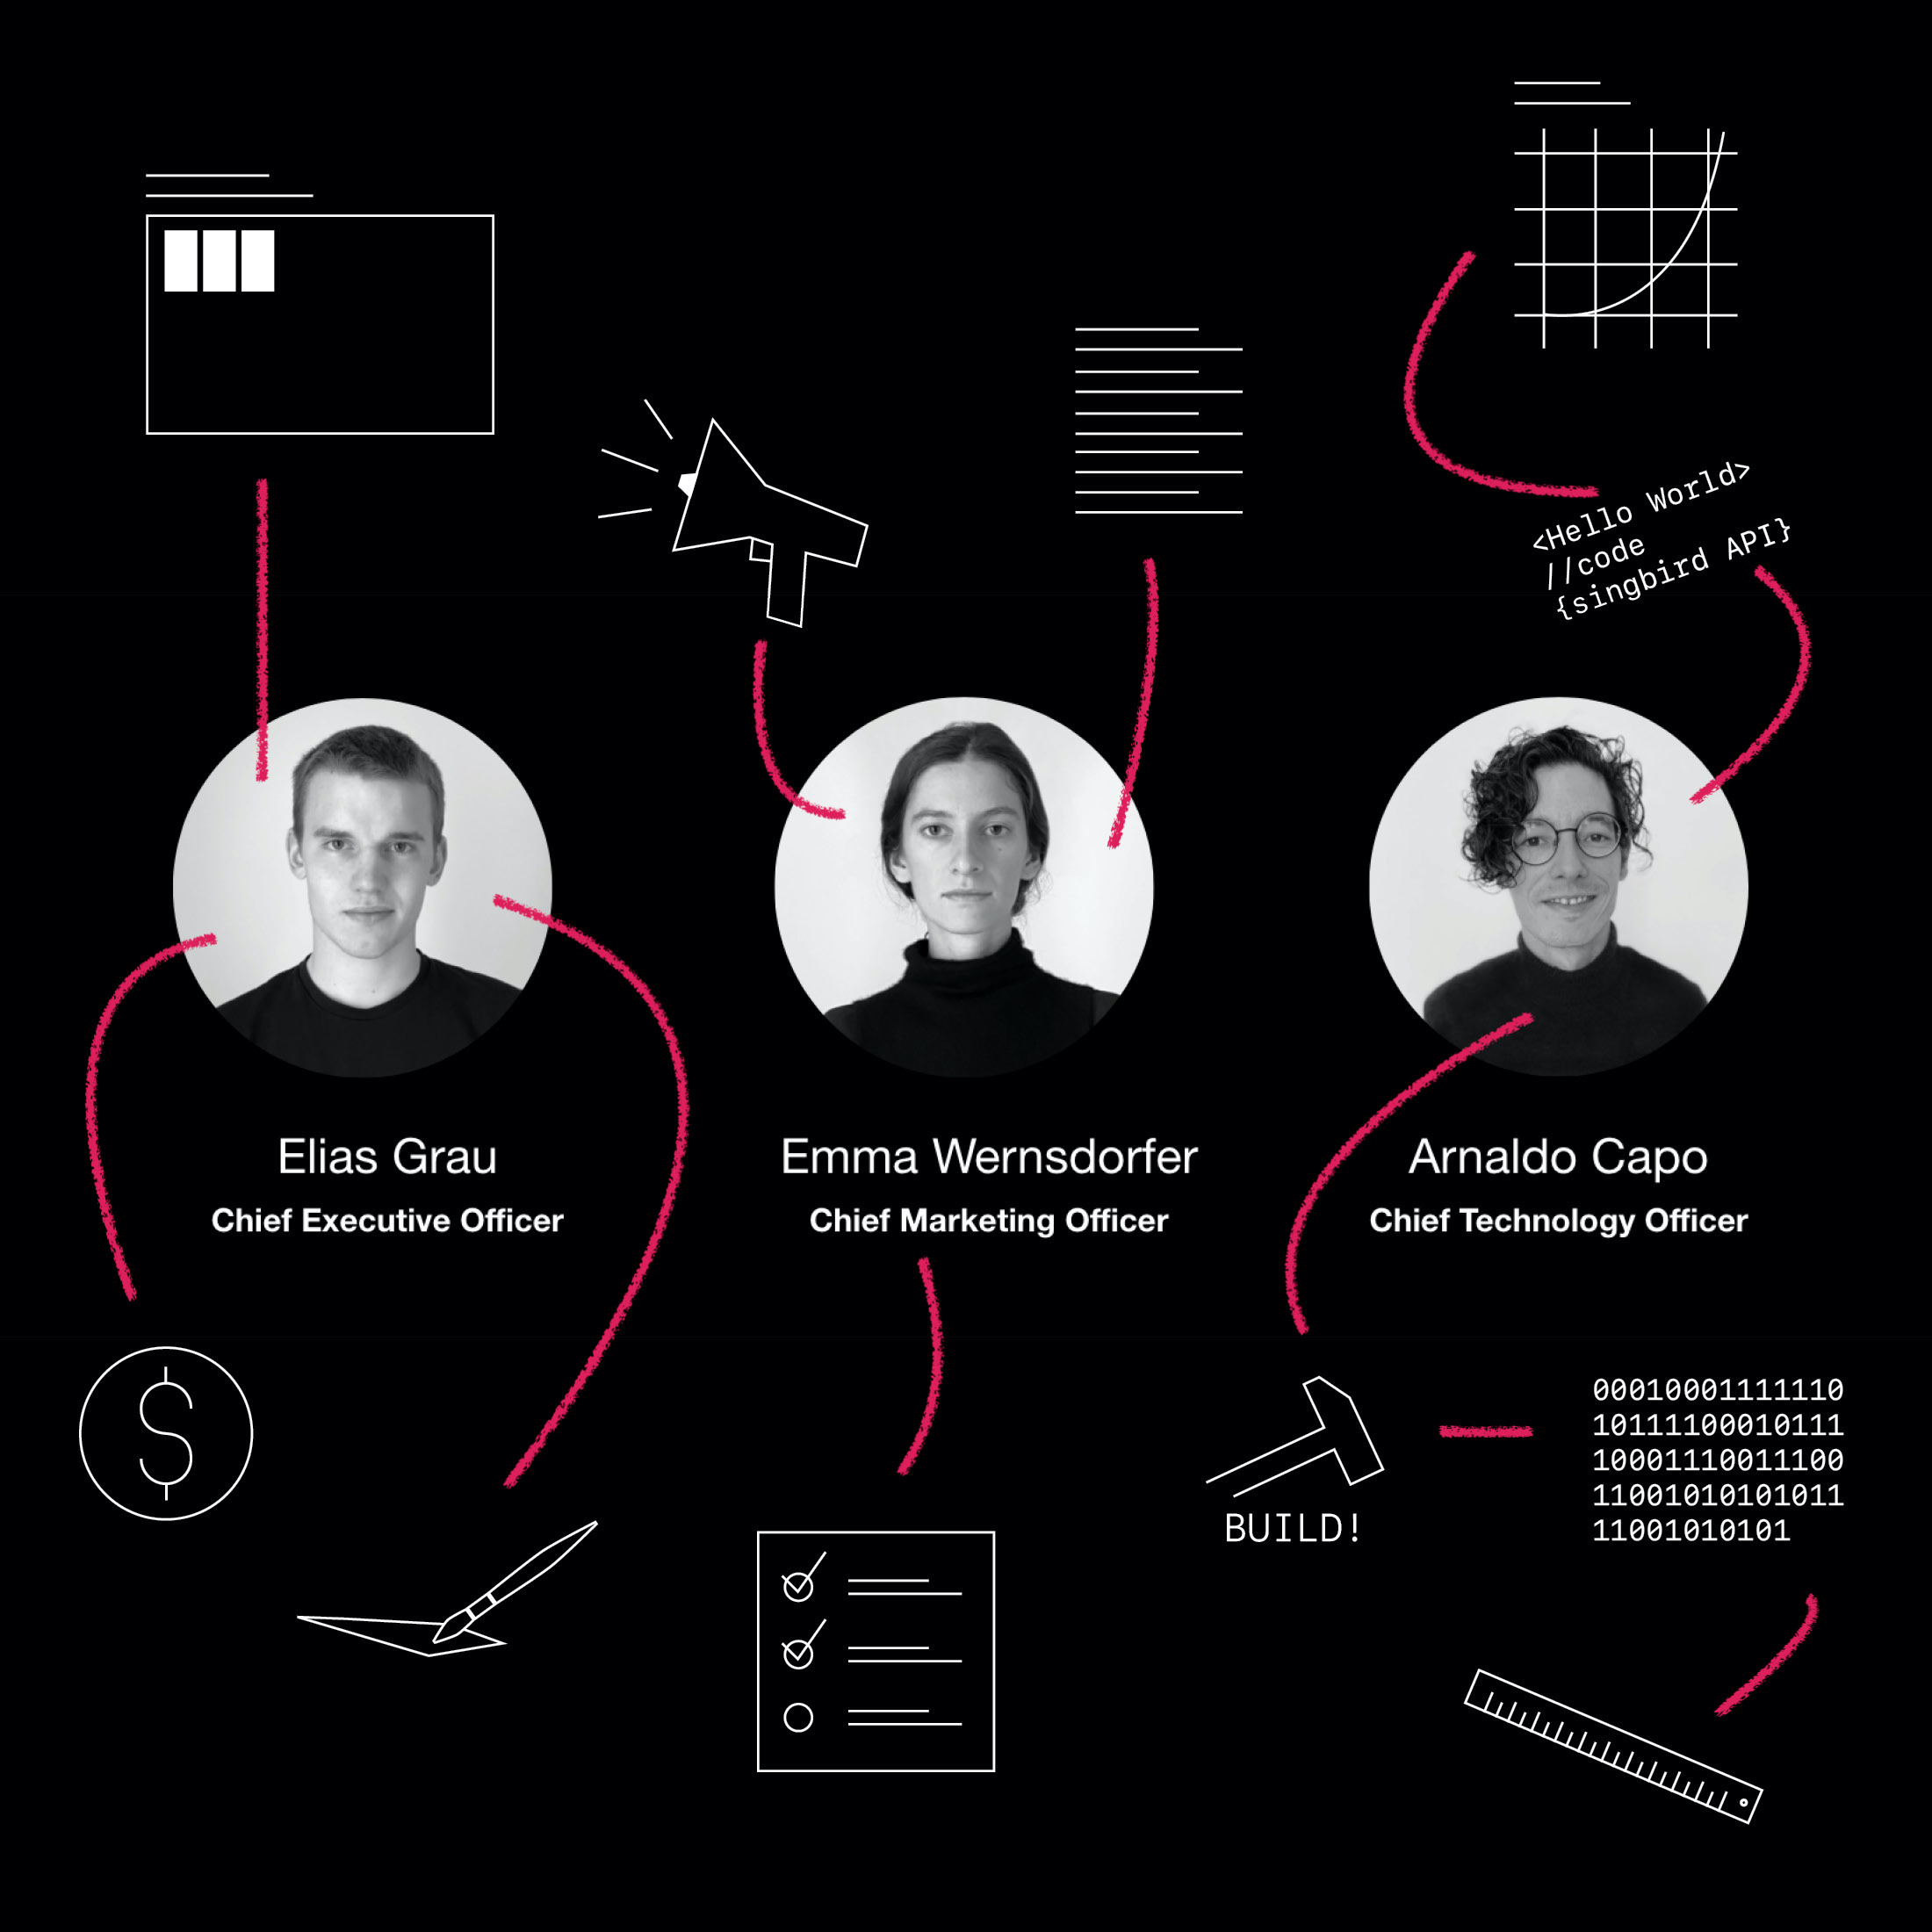 <Hello World>
//code
{singbird API}
Elias Grau
Chief Executive Officer
Emma Wernsdorfer
Chief Marketing Officer
Arnaldo Capo
Chief Technology Officer
$
BUILD!
00010001111110
10111100010111
10001110011100
11001010101011
11001010101